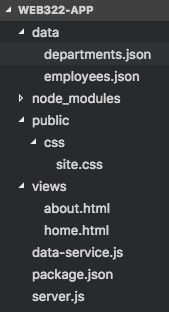 WEB322-APP
data
departments.json
employees.json
node_modules
public
css
site.css
views
about.html
home.html
data-service.js
package.json
server.js